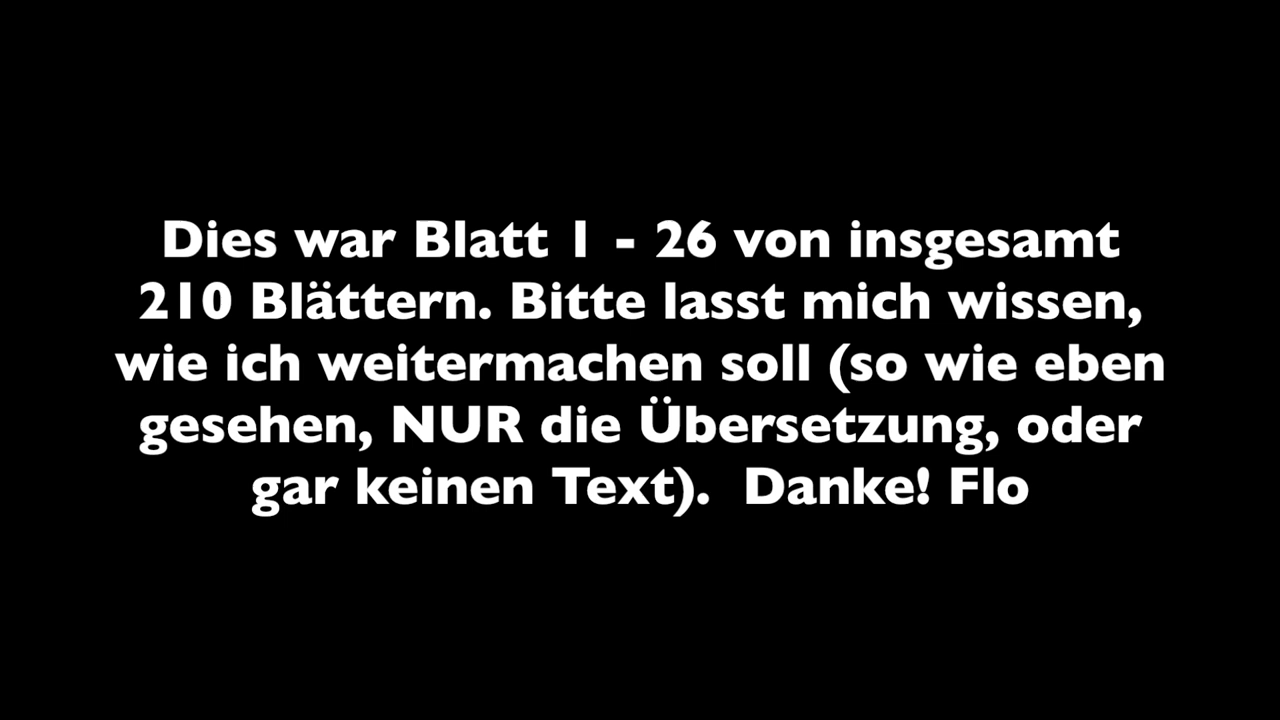 Dies war Blatt 1 - 26 von insgesamt
210 Blättern. Bitte lasst mich wissen,
wie ich weitermachen soll (so wie eben
gesehen, NUR die Übersetzung, oder
gar keinen Text).  Danke! Flo